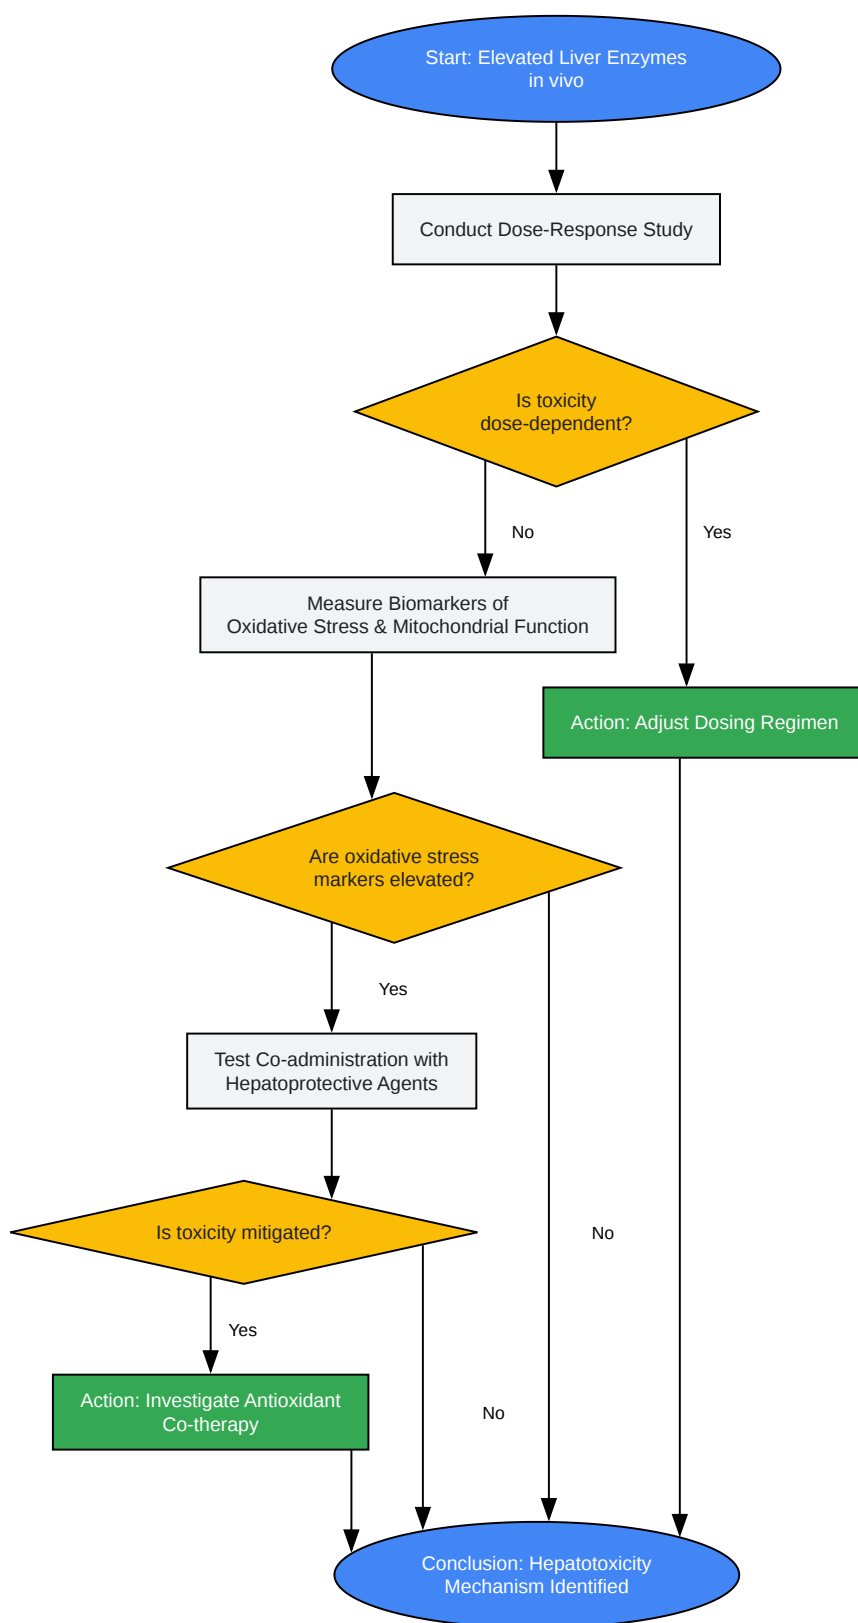 Start: Elevated Liver Enzymes
in vivo
Conduct Dose-Response Study
Is toxicity
dose-dependent?
No
Yes
Measure Biomarkers of
Oxidative Stress & Mitochondrial Function
Action: Adjust Dosing Regimen
Are oxidative stress
markers elevated?
Yes
Test Co-administration with
Hepatoprotective Agents
Is toxicity mitigated?
No
Yes
Action: Investigate Antioxidant
Co-therapy
No
Conclusion: Hepatotoxicity
Mechanism Identified